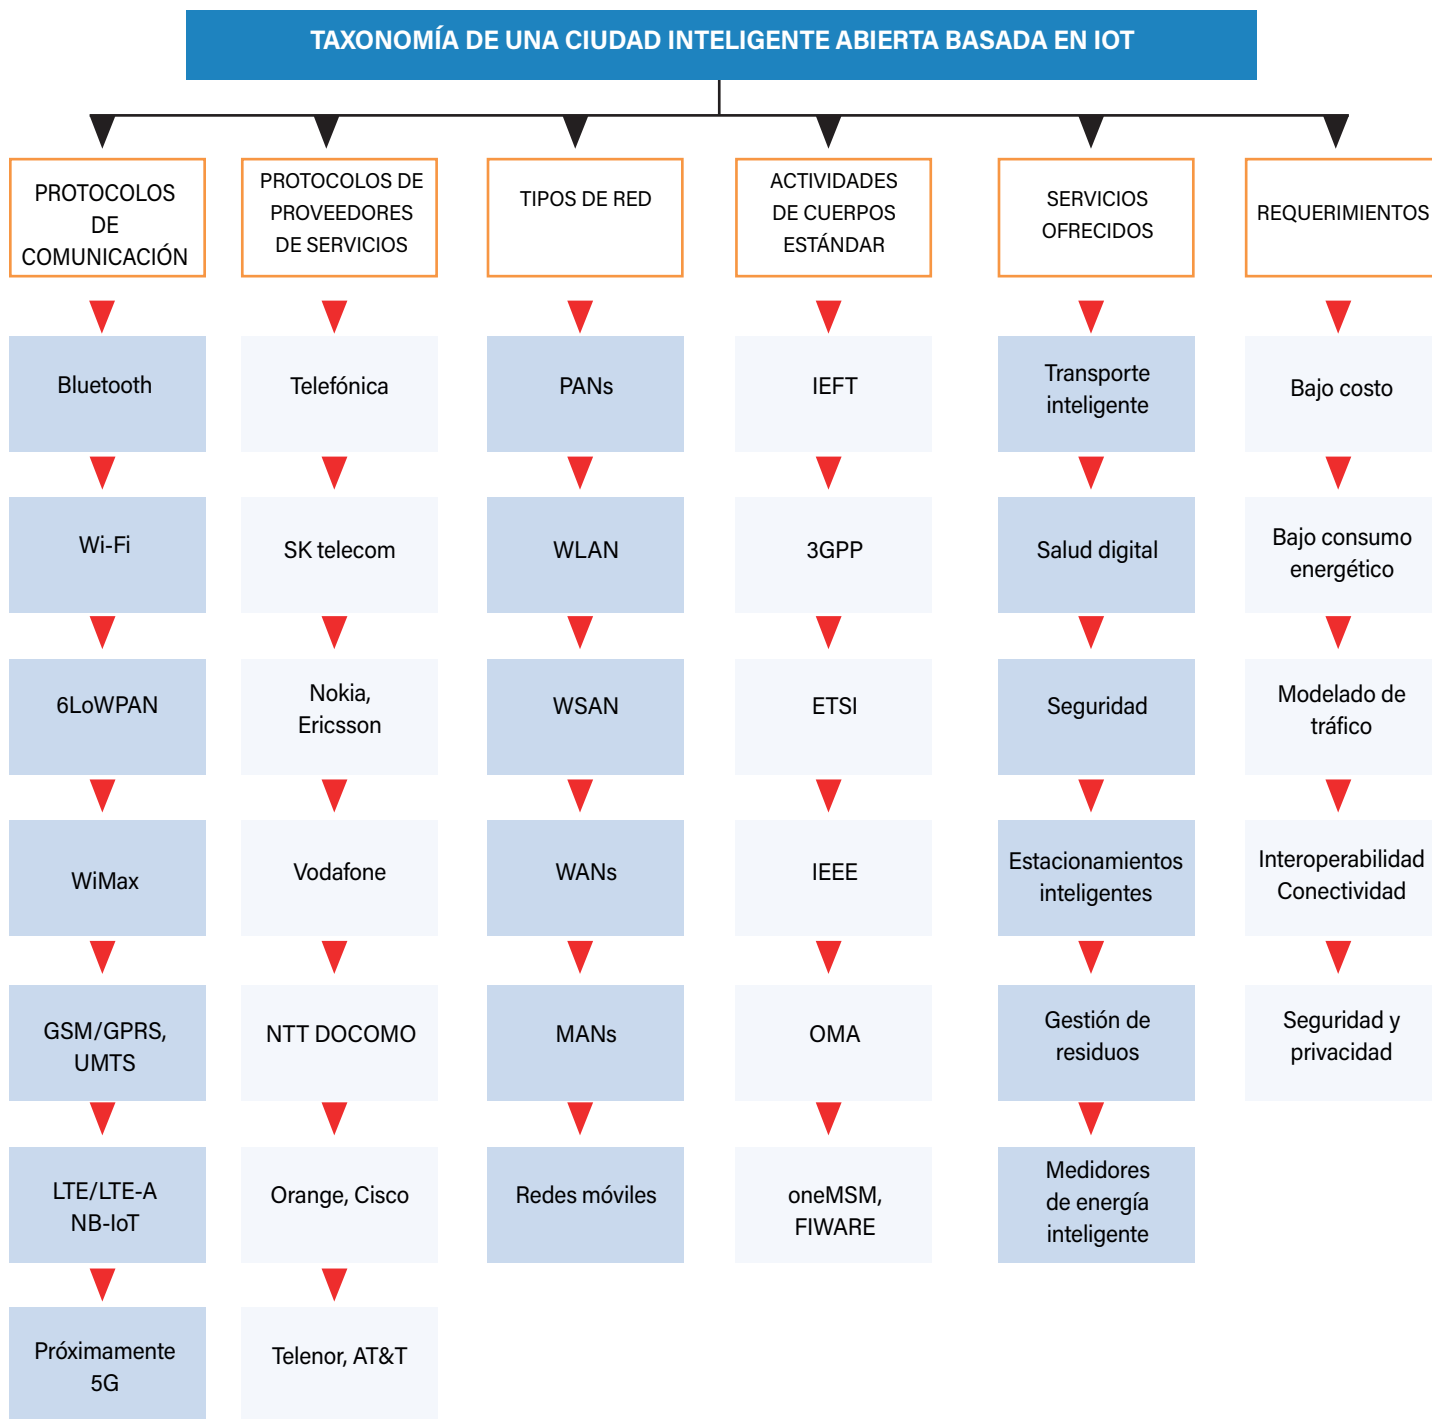 TAXONOMÍA DE UNA CIUDAD INTELIGENTE ABIERTA BASADA EN IOT
PROTOCOLOS
DE
COMUNICACIÓN
Bluetooth
Wi-Fi
6LoWPAN
WiMax
GSM/GPRS,
UMTS
LTE/LTE-A
NB-IoT
Próximamente
5G
PROTOCOLOS DE
PROVEEDORES
DE SERVICIOS
Telefónica
SK telecom
Nokia,
Ericsson
Vodafone
NTT DOCOMO
Orange, Cisco
Telenor, AT&T
TIPOS DE RED
PANs
WLAN
WSAN
WANs
MANs
Redes móviles
ACTIVIDADES
DE CUERPOS
ESTÁNDAR
IEFT
3GPP
ETSI
IEEE
OMA
oneMSM,
FIWARE
SERVICIOS
OFRECIDOS
Transporte
inteligente
Salud digital
Seguridad
Estacionamientos
inteligentes
Gestión de
residuos
Medidores
de energía
inteligente
REQUERIMIENTOS
Bajo costo
Bajo consumo
energético
Modelado de
tráfico
Interoperabilidad
Conectividad
Seguridad y
privacidad